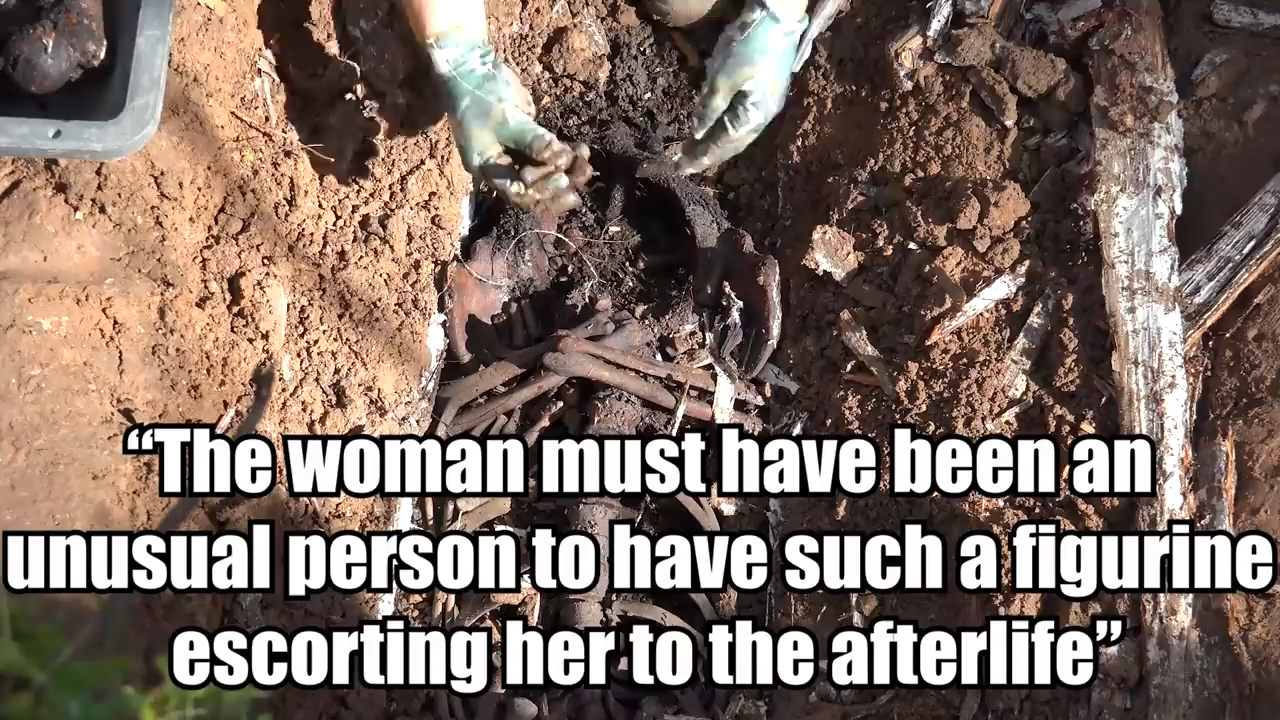 “The woman must have been an
unusual person to have such a figurine
escorting her to the afterlife”